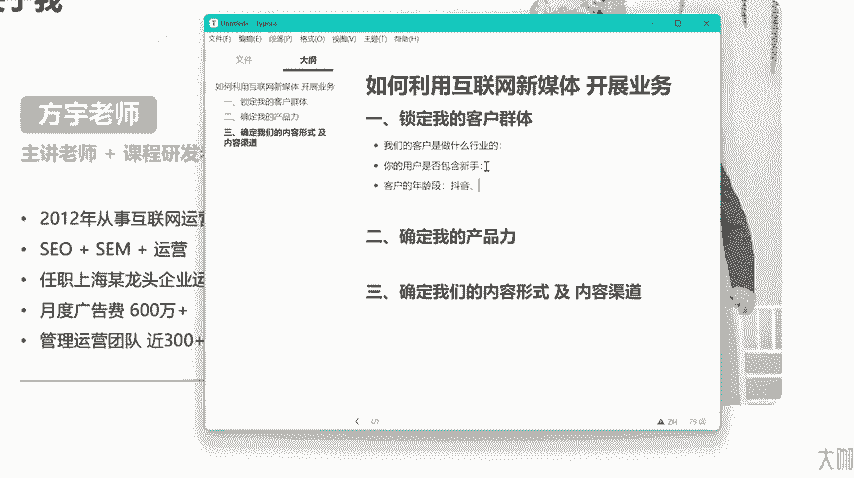 Untitled - Typora
文件(F) 编辑(E) 段落(P) 格式(O) 视图(V) 主题(T) 帮助(H)
文件 大纲
如何利用互联网新媒体 开展业务
一、锁定我的客户群体
二、确定我的产品力
三、确定我们的内容形式 及
内容渠道
如何利用互联网新媒体 开展业务
一、锁定我的客户群体
• 我们的客户是做什么行业的:
• 你的用户是否包含新手:
• 客户的年龄段：抖音、
二、确定我的产品力
三、确定我们的内容形式 及 内容渠道
方宇老师
主讲老师 + 课程研发
• 2012年从事互联网运营
• SEO + SEM + 运营
• 任职上海某龙头企业运
• 月度广告费 600万+
• 管理运营团队 近300+
ZH
大咖